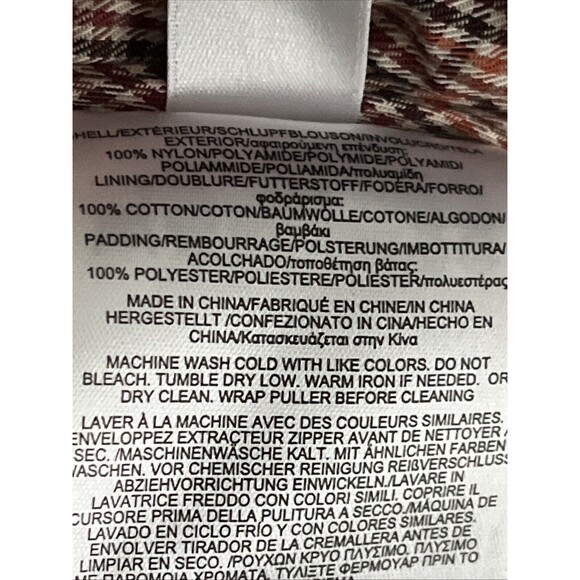 HELL/EXTÉRIEUR/SCHLUPFBLOUSON/INVOLUCRO/TELA
EXTERIOR/αφαιρούμενη επένδυση:
100% NYLON/POLYAMIDE/POLYMIDE/POLYAMID/
POLIAMMIDE/POLIAMIDA/πολυαμίδη
LINING/DOUBLURE/FUTTERSTOFF/FODERA/FORRO/
φοδράρισμα:
100% COTTON/COTON/BAUMWOLLE/COTONE/ALGODON/
βαμβάκι
PADDING/REMBOURRAGE/POLSTERUNG/IMBOTTITURA/
ACOLCHADO/τοποθέτηση βάτας:
100% POLYESTER/POLIESTERE/POLIÉSTER/πολυεστέρας
MADE IN CHINA/FABRIQUÉ EN CHINE/IN CHINA
HERGESTELLT /CONFEZIONATO IN CINA/HECHO EN
CHINA/Κατασκευάζεται στην Κίνα
MACHINE WASH COLD WITH LIKE COLORS. DO NOT
BLEACH. TUMBLE DRY LOW. WARM IRON IF NEEDED. OR
DRY CLEAN. WRAP PULLER BEFORE CLEANING
LAVER À LA MACHINE AVEC DES COULEURS SIMILAIRES.
ENVELOPPEZ EXTRACTEUR ZIPPER AVANT DE NETTOYER À
SEC. /MASCHINENWÄSCHE KALT. MIT ÄHNLICHEN FARBEN
WASCHEN. VOR CHEMISCHER REINIGUNG REIßVERSCHLUSS
ABZIEHVORRICHTUNG EINWICKELN./LAVARE IN
LAVATRICE FREDDO CON COLORI SIMILI. COPRIRE IL
CURSORE PRIMA DELLA PULITURA A SECCO./MÁQUINA DE
LAVADO EN CICLO FRÍO Y CON COLORES SIMILARES.
ENVOLVER TIRADOR DE LA CREMALLERA ANTES DE
LIMPIAR EN SECO. /ΡΟΥΧΩΝ ΚΡΥΟ ΠΛΥΣΙΜΟ. ΠΛΥΣΙΜΟ
ΜΕ ΠΑΡΟΜΟΙΑ ΧΡΩΜΑΤΑ. ΤΥΛΙΞΤΕ ΦΕΡΜΟΥΑΡ ΠΡΙΝ ΤΟ